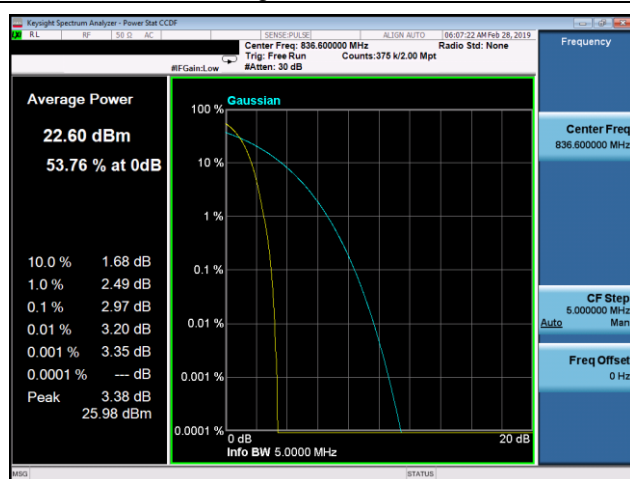 Keysight Spectrum Analyzer - Power Stat CCDF
RL RF 50 Ω AC SENSE:PULSE ALIGN AUTO 06:07:22 AM Feb 28, 2019
Center Freq: 836.600000 MHz Radio Std: None
Trig: Free Run Counts:375 k/2.00 Mpt
#IFGain:Low #Atten: 30 dB
Frequency
Average Power
22.60 dBm
53.76 % at 0dB
10.0 % 1.68 dB
1.0 % 2.49 dB
0.1 % 2.97 dB
0.01 % 3.20 dB
0.001 % 3.35 dB
0.0001 % --- dB
Peak 3.38 dB
25.98 dBm
Gaussian
100 %
10 %
1 %
0.1 %
0.01 %
0.001 %
0.0001 %
0 dB 20 dB
Info BW 5.0000 MHz
Center Freq
836.600000 MHz
CF Step
5.000000 MHz
Auto Man
Freq Offset
0 Hz
MSG STATUS